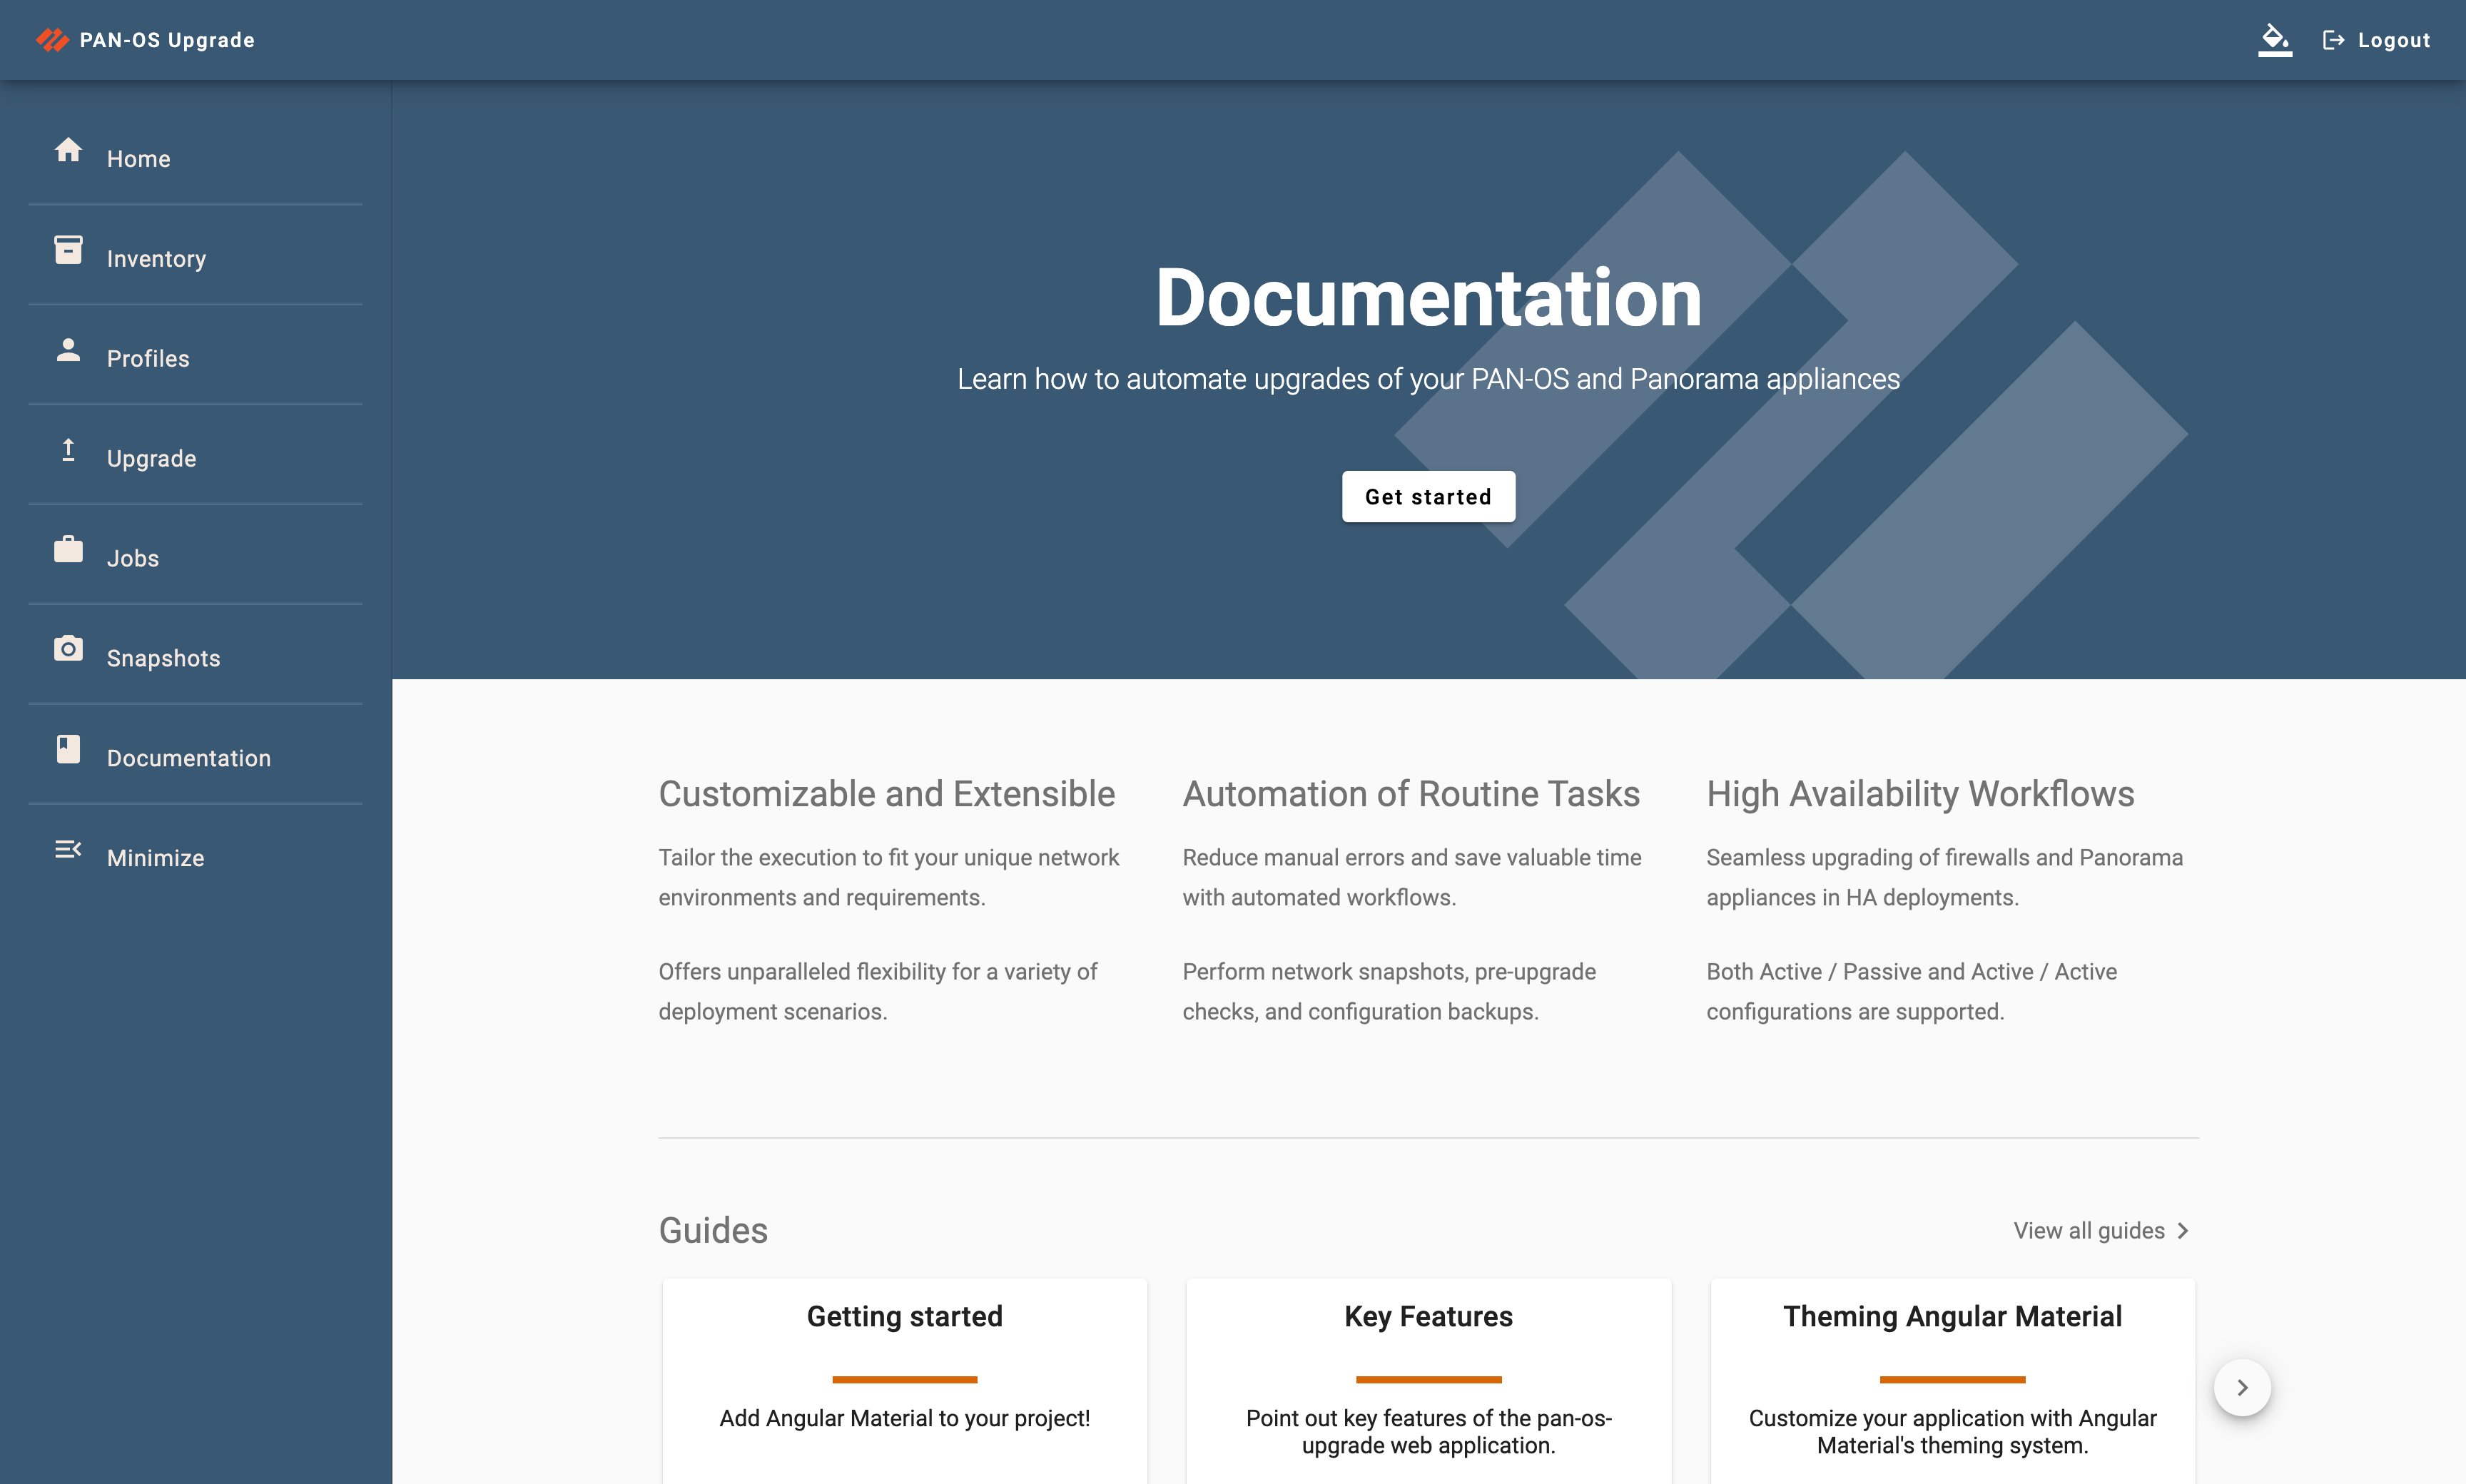 PAN-OS Upgrade
Logout
Home
Inventory
Profiles
Upgrade
Jobs
Snapshots
Documentation
Minimize
Documentation
Learn how to automate upgrades of your PAN-OS and Panorama appliances
Get started
Customizable and Extensible
Tailor the execution to fit your unique network
environments and requirements.
Offers unparalleled flexibility for a variety of
deployment scenarios.
Automation of Routine Tasks
Reduce manual errors and save valuable time
with automated workflows.
Perform network snapshots, pre-upgrade
checks, and configuration backups.
High Availability Workflows
Seamless upgrading of firewalls and Panorama
appliances in HA deployments.
Both Active / Passive and Active / Active
configurations are supported.
Guides
View all guides
Getting started
Add Angular Material to your project!
Key Features
Point out key features of the pan-os-
upgrade web application.
Theming Angular Material
Customize your application with Angular
Material's theming system.